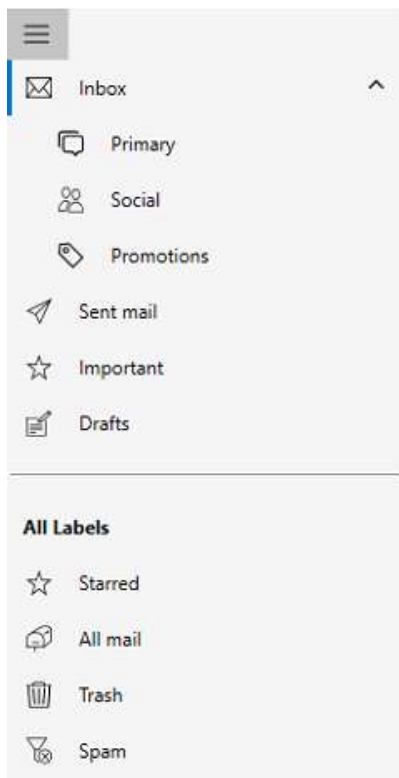 Inbox
Primary
Social
Promotions
Sent mail
Important
Drafts
All Labels
Starred
All mail
Trash
Spam